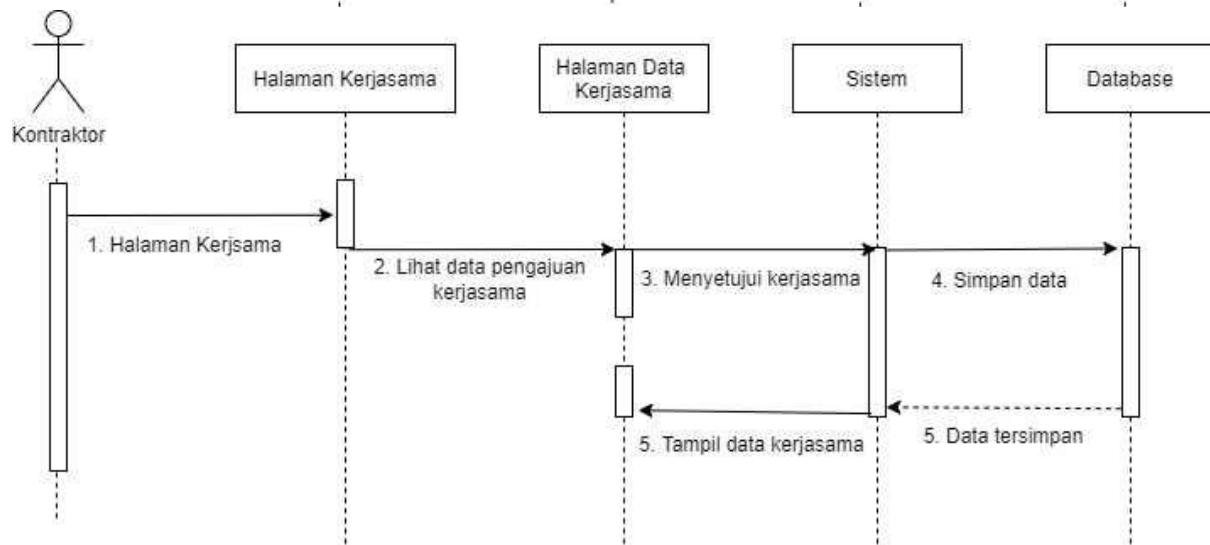 Kontraktor
Halaman Kerjasama
Halaman Data
Kerjasama
Sistem
Database
1. Halaman Kerjsama
2. Lihat data pengajuan
kerjasama
3. Menyetujui kerjasama
4. Simpan data
5. Tampil data kerjasama
5. Data tersimpan